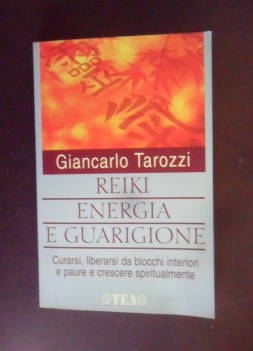 Giancarlo Tarozzi
REIKI
ENERGIA
E GUARIGIONE
Curarsi, liberarsi da blocchi interiori
e paure e crescere spiritualmente
TEA